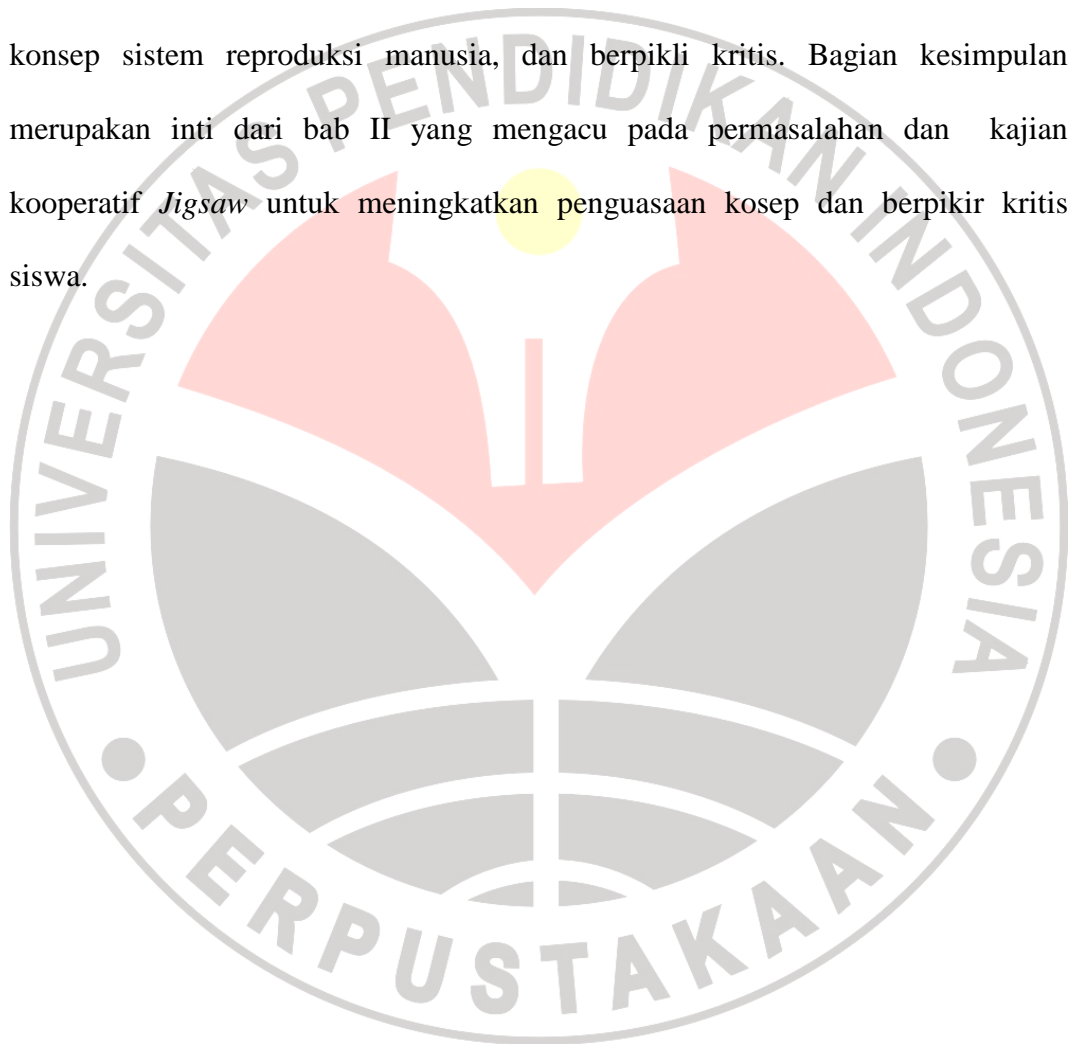 konsep sistem reproduksi manusia, dan berpikli kritis. Bagian kesimpulan
merupakan inti dari bab II yang mengacu pada permasalahan dan kajian
kooperatif Jigsaw untuk meningkatkan penguasaan kosep dan berpikir kritis
siswa.
UNIVERSITAS PENDIDIKAN INDONESIA
PERPUSTAKAAN